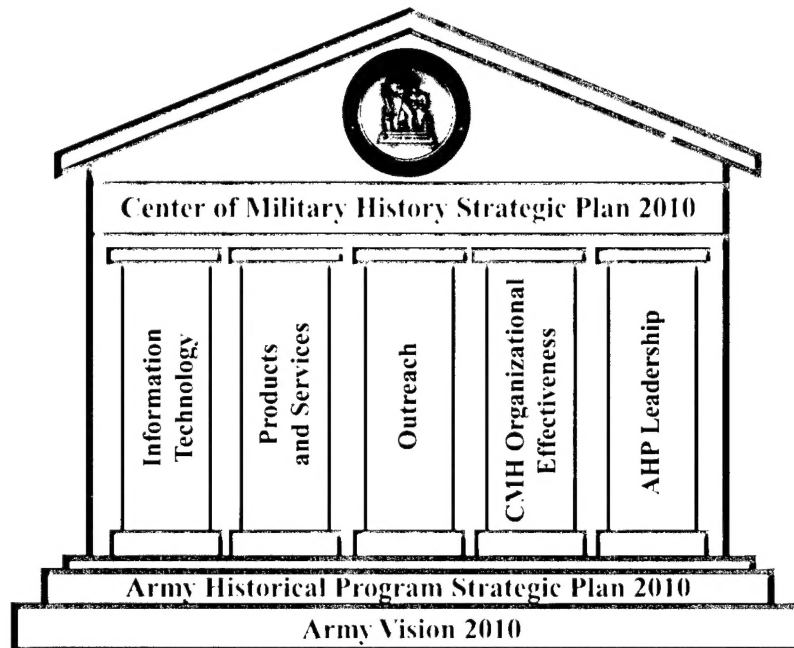 Center of Military History Strategic Plan 2010
Information
Technology
Products
and Services
Outreach
CMH Organizational
Effectiveness
AHP Leadership
Army Historical Program Strategic Plan 2010
Army Vision 2010